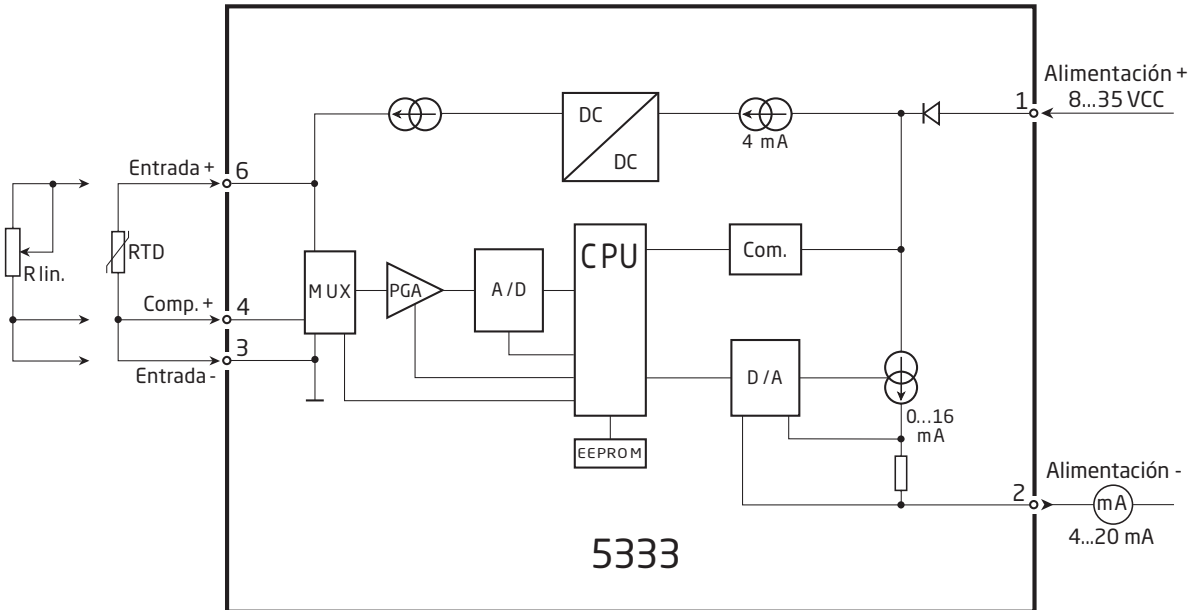 Alimentación +
8...35 VCC
1
DC
DC
4 mA
Entrada +
6
CPU
RTD
R lin.
Com.
MUX
PGA
A/D
Comp. +
4
3
Entrada -
D/A
0...16
mA
EEPROM
Alimentación -
2
mA
4...20 mA
5333